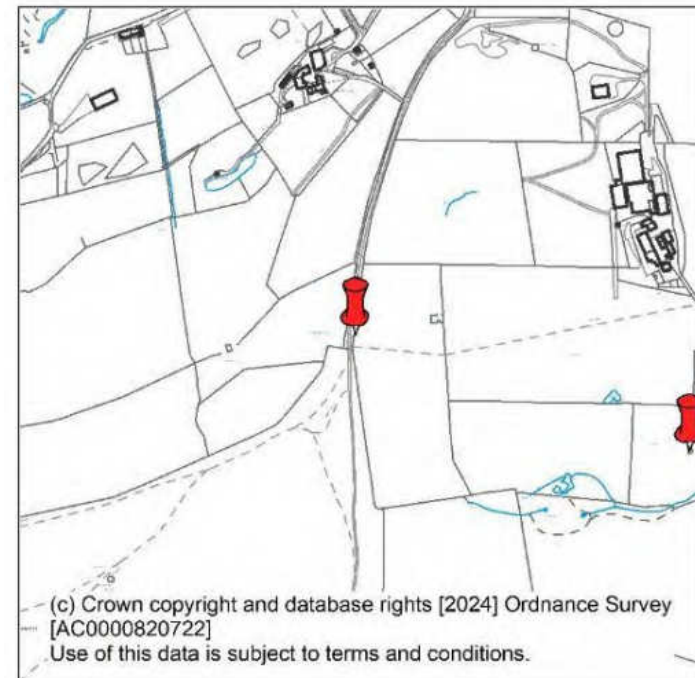 (c) Crown copyright and database rights [2024] Ordnance Survey
[AC0000820722]
Use of this data is subject to terms and conditions.